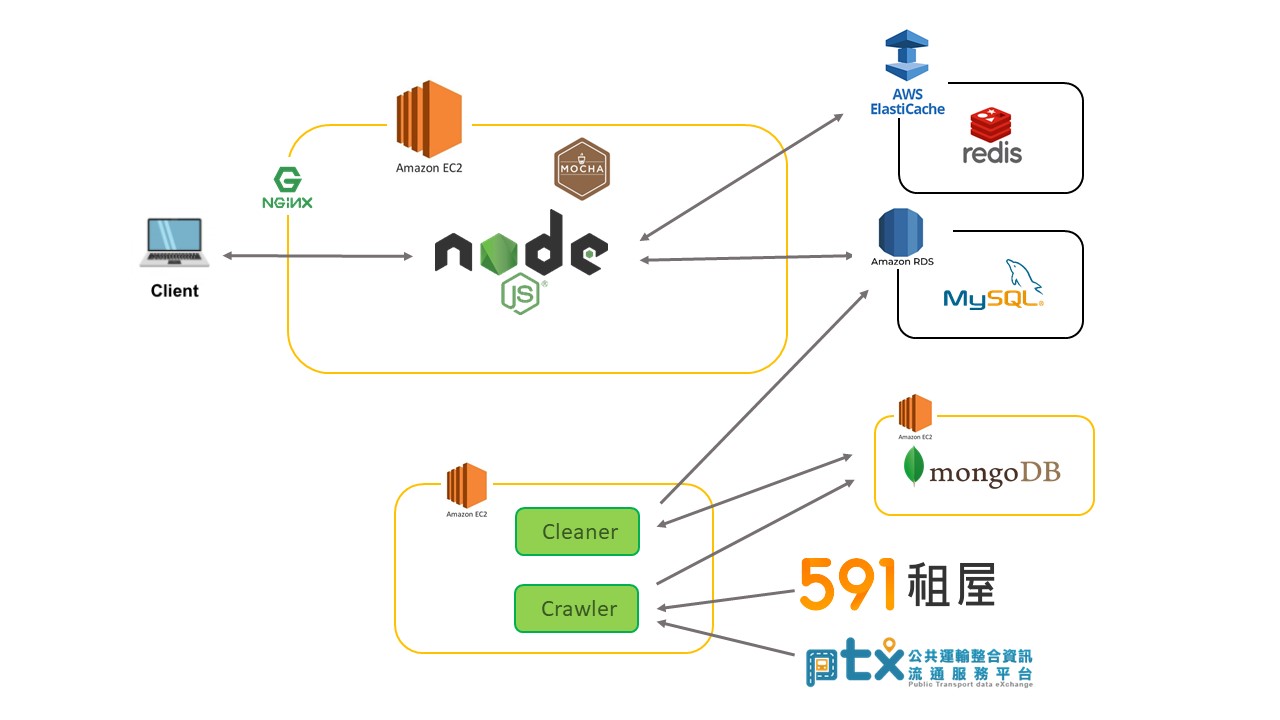 AWS
ElastiCache
redis
Amazon EC2
MOCHA
NGiNX
node
JS®
Client
Amazon RDS
MySQL®
Amazon EC2
mongoDB
Amazon EC2
Cleaner
Crawler
591租屋
ptx
公共運輸整合資訊
流通服務平台
Public Transport data eXchange